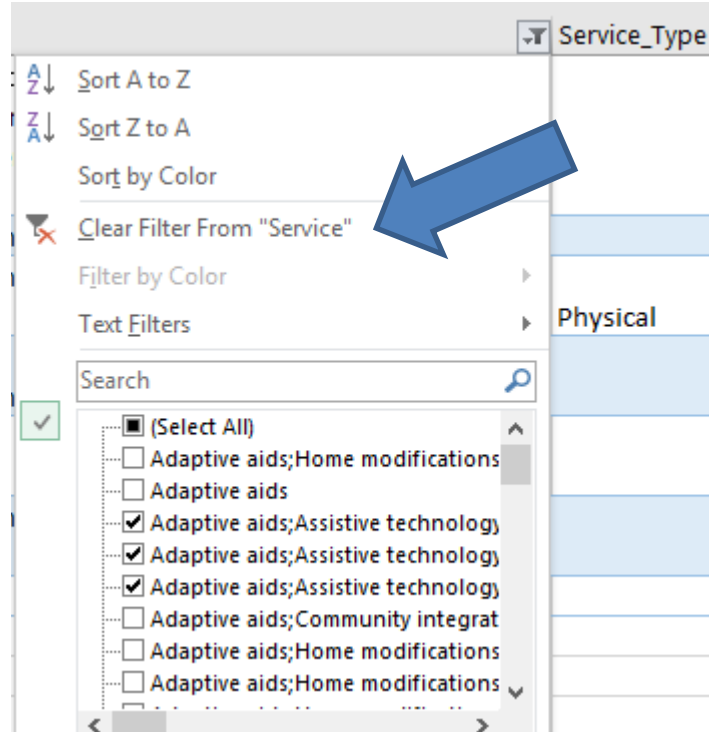 Service_Type
Sort A to Z
Sort Z to A
Sort by Color
Clear Filter From "Service"
Filter by Color
Text Filters
Physical
Search
(Select All)
Adaptive aids;Home modifications
Adaptive aids
Adaptive aids;Assistive technology
Adaptive aids;Assistive technology
Adaptive aids;Assistive technology
Adaptive aids;Community integrat
Adaptive aids;Home modifications
Adaptive aids;Home modifications